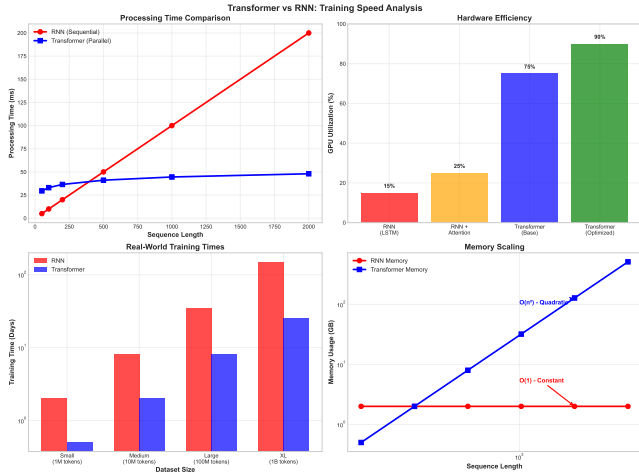 Transformer vs RNN: Training Speed Analysis
Processing Time Comparison
RNN (Sequential)
Transformer (Parallel)
Processing Time (ms)
200
175
150
125
100
75
50
25
0
0
250
500
750
1000
1250
1500
1750
2000
Sequence Length
Hardware Efficiency
GPU Utilization (%)
100
80
60
40
20
0
15%
25%
75%
90%
RNN
(LSTM)
RNN +
Attention
Transformer
(Base)
Transformer
(Optimized)
Real-World Training Times
RNN
Transformer
Training Time (Days)
10¹
10⁰
Small
(1M tokens)
Medium
(10M tokens)
Large
(100M tokens)
XL
(1B tokens)
Dataset Size
Memory Scaling
RNN Memory
Transformer Memory
Memory Usage (GB)
10²
10¹
10⁰
O(n²) - Quadratic
O(1) - Constant
Sequence Length